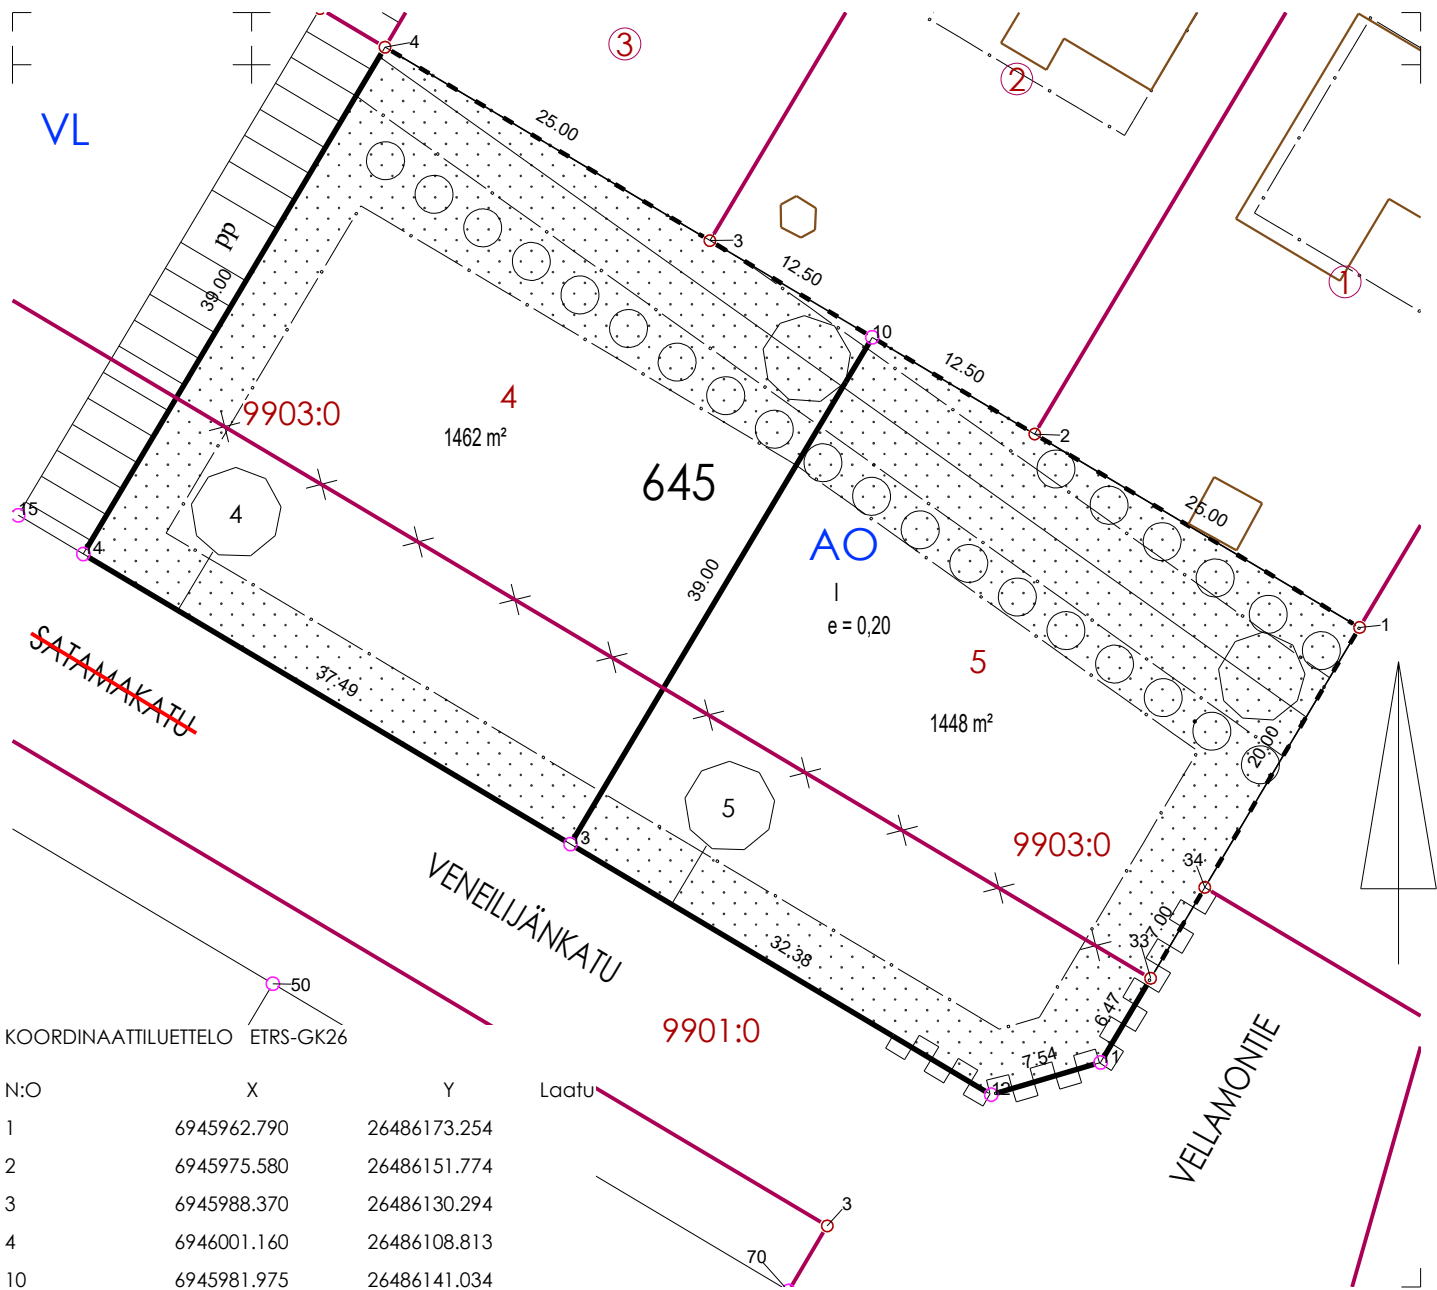 4
3
2
VL
25.00
pp
3
12.50
1
39.00
10
12.50
4
9903:0
1462 m²
2
645
25.00
4
15
AO
14
39.00
I
e = 0,20
1
SATAMAKATU
5
37.49
1448 m²
20.00
5
13
9903:0
34
VENEILIJÄNKATU
7.00
32.38
33
50
6.47
9901:0
7.54
11
12
VELLAMONTIE
KOORDINAATTILUETTELO ETRS-GK26
N:O X Y Laatu
1 6945962.790 26486173.254
2 6945975.580 26486151.774
3 6945988.370 26486130.294
4 6946001.160 26486108.813
10 6945981.975 26486141.034
3
70